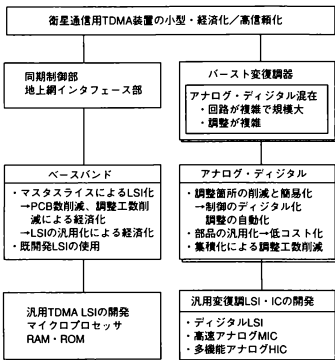 衛星通信用TDMA装置の小型・経済化／高信頼化
同期制御部
地上網インタフェース部
バースト変復調器
アナログ・ディジタル混在
・回路が複雑で規模大
・調整が複雑
ベースバンド
・マスタスライスによるLSI化
→PCB数削減、調整工数削
減による経済化
→LSIの汎用化による経済化
・既開発LSIの使用
アナログ・ディジタル
・調整箇所の削減と簡易化
→制御のディジタル化
調整の自動化
・部品の汎用化→低コスト化
・集積化による調整工数削減
汎用TDMA LSIの開発
マイクロプロセッサ
RAM・ROM
汎用変復調LSI・ICの開発
・ディジタルLSI
・高速アナログMIC
・多機能アナログHIC